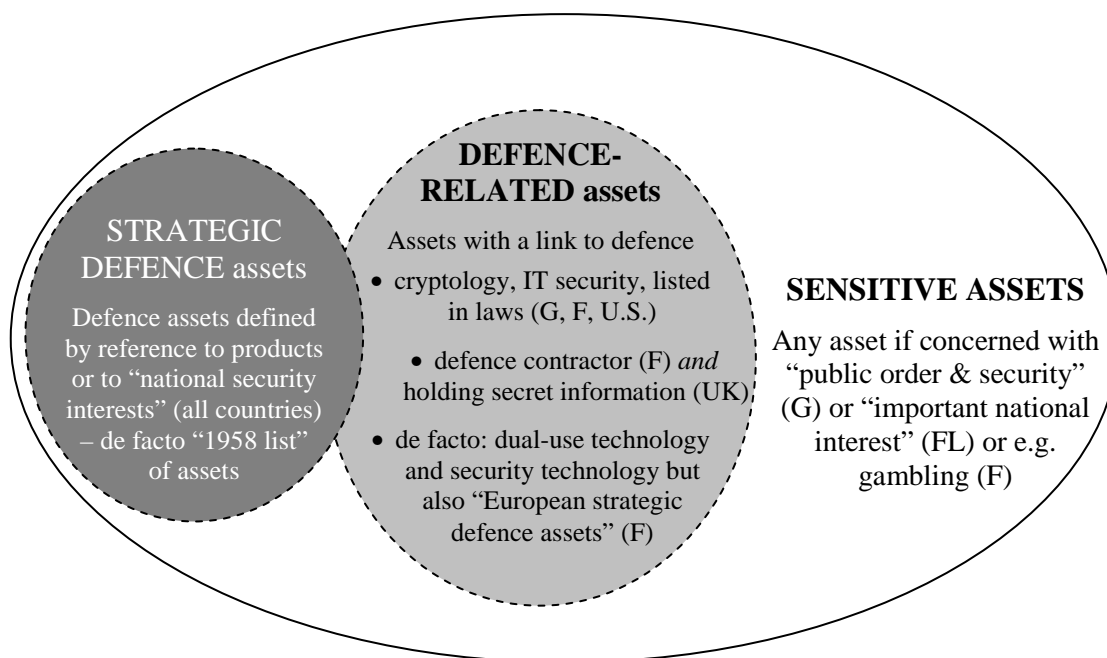 STRATEGIC
DEFENCE assets
Defence assets defined
by reference to products
or to “national security
interests” (all countries)
– de facto “1958 list”
of assets
DEFENCE-
RELATED assets
Assets with a link to defence
• cryptology, IT security, listed
in laws (G, F, U.S.)
• defence contractor (F) and
holding secret information (UK)
• de facto: dual-use technology
and security technology but
also “European strategic
defence assets” (F)
SENSITIVE ASSETS
Any asset if concerned with
“public order & security”
(G) or “important national
interest” (FL) or e.g.
gambling (F)